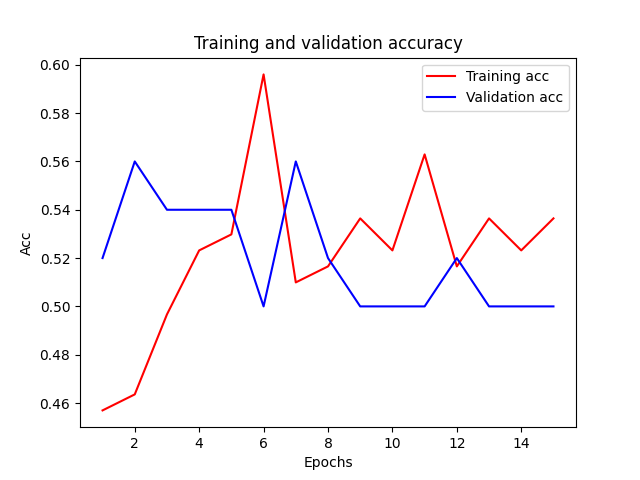 Training and validation accuracy
Training acc
Validation acc
0.60
0.58
0.56
0.54
0.52
0.50
0.48
0.46
Acc
2 4 6 8 10 12 14
Epochs